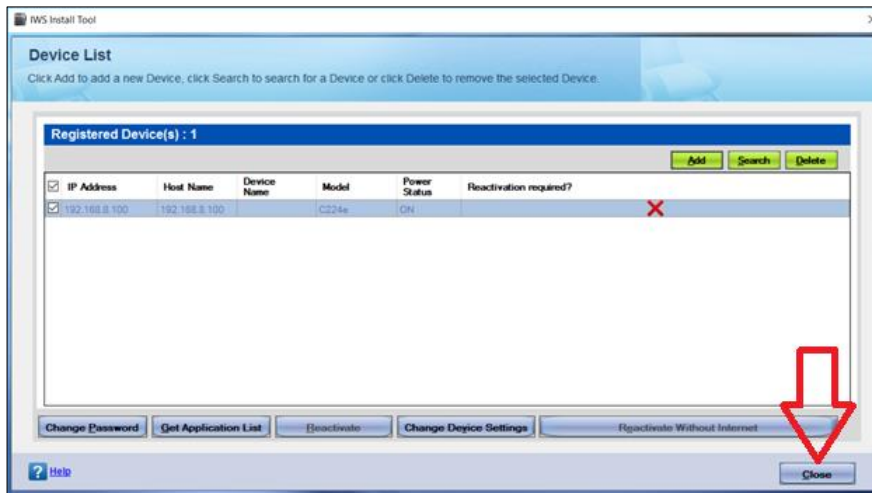 IWS Install Tool
Device List
Click Add to add a new Device, click Search to search for a Device or click Delete to remove the selected Device.
Registered Device(s) : 1
Add Search Delete
IP Address Host Name Device Name Model Power Status Reactivation required?
192.168.8.100 192.168.8.100 C224e ON
Change Password Get Application List Reactivate Change Device Settings Reactivate Without Internet
? Help
Close